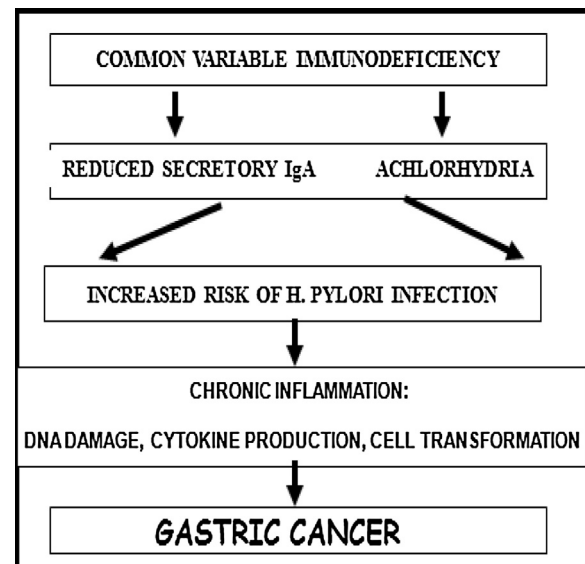 COMMON VARIABLE IMMUNODEFICIENCY
REDUCED SECRETORY IgA ACHLORHYDRIA
INCREASED RISK OF H. PYLORI INFECTION
CHRONIC INFLAMMATION:
DNA DAMAGE, CYTOKINE PRODUCTION, CELL TRANSFORMATION
GASTRIC CANCER